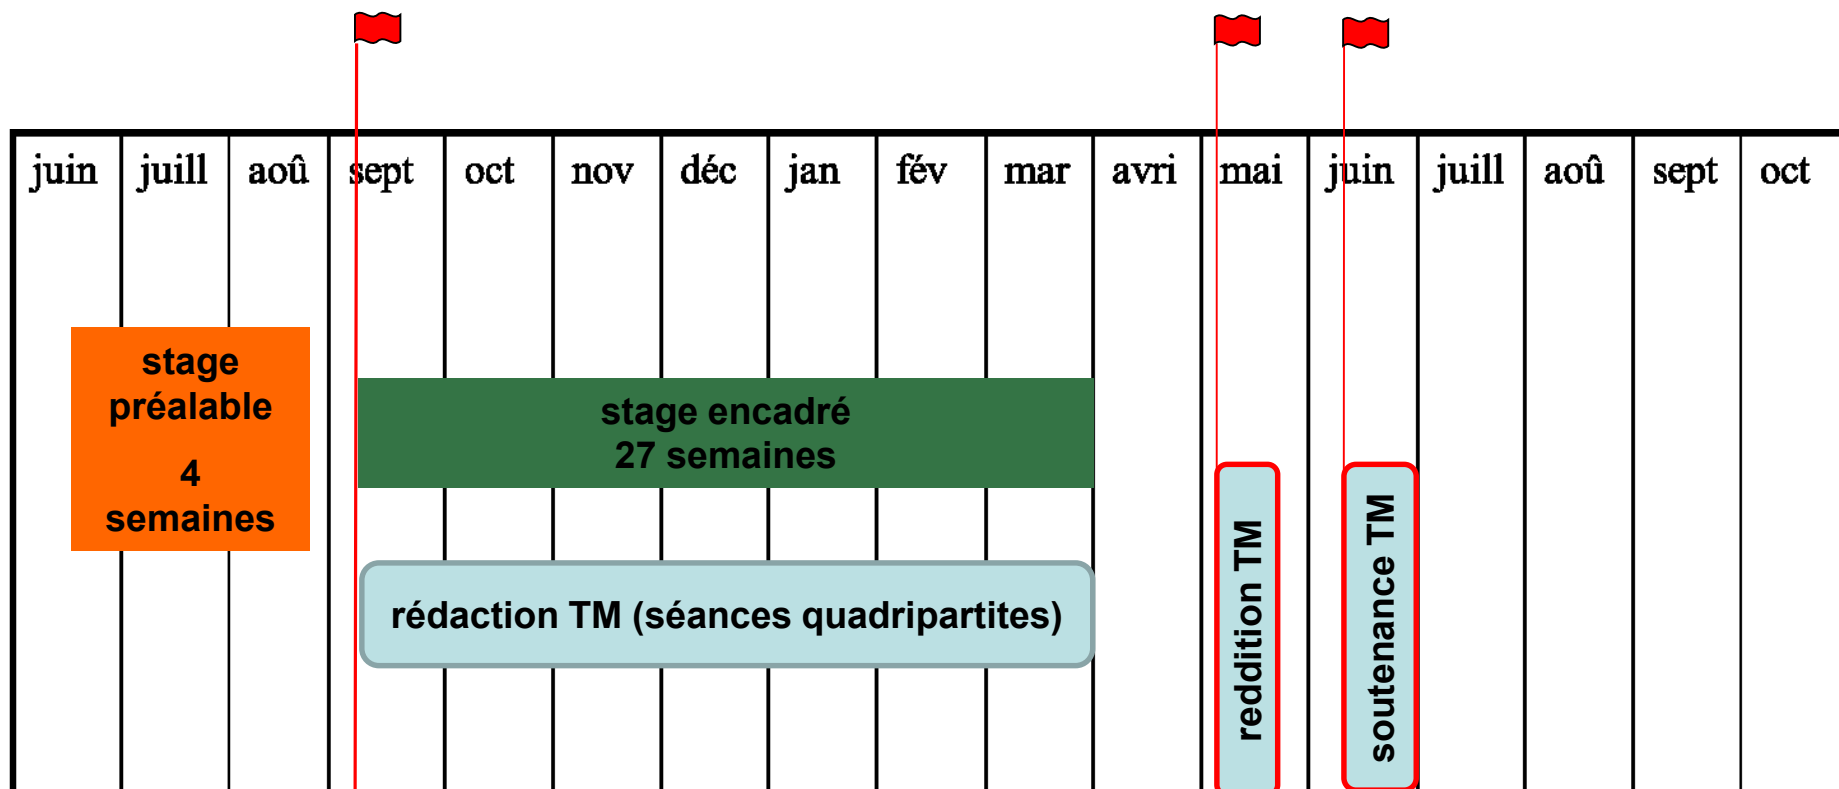 juin juill aoû sept oct nov déc jan fév mar avri mai juin juill aoû sept oct
stage
préalable
4
semaines
stage encadré
27 semaines
rédaction TM (séances quadripartites)
reddition TM
soutenance TM